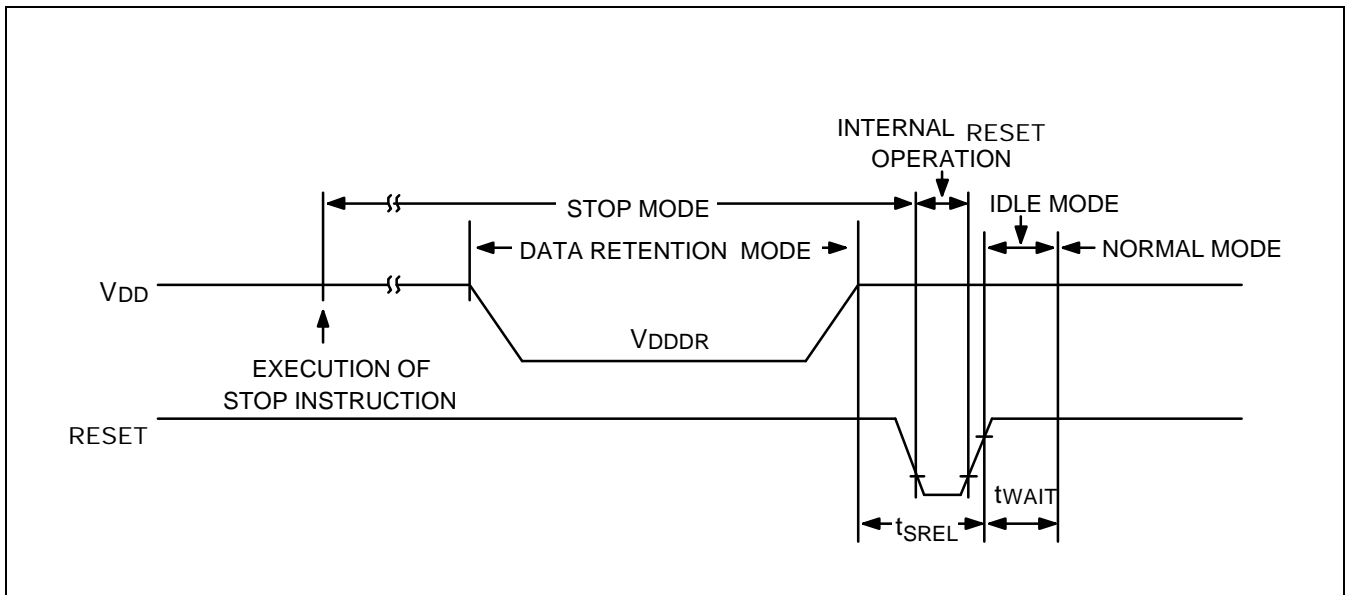 INTERNAL RESET
OPERATION
STOP MODE
IDLE MODE
DATA RETENTION MODE
NORMAL MODE
VDD
VDDDR
EXECUTION OF
STOP INSTRUCTION
RESET
tWAIT
tSREL